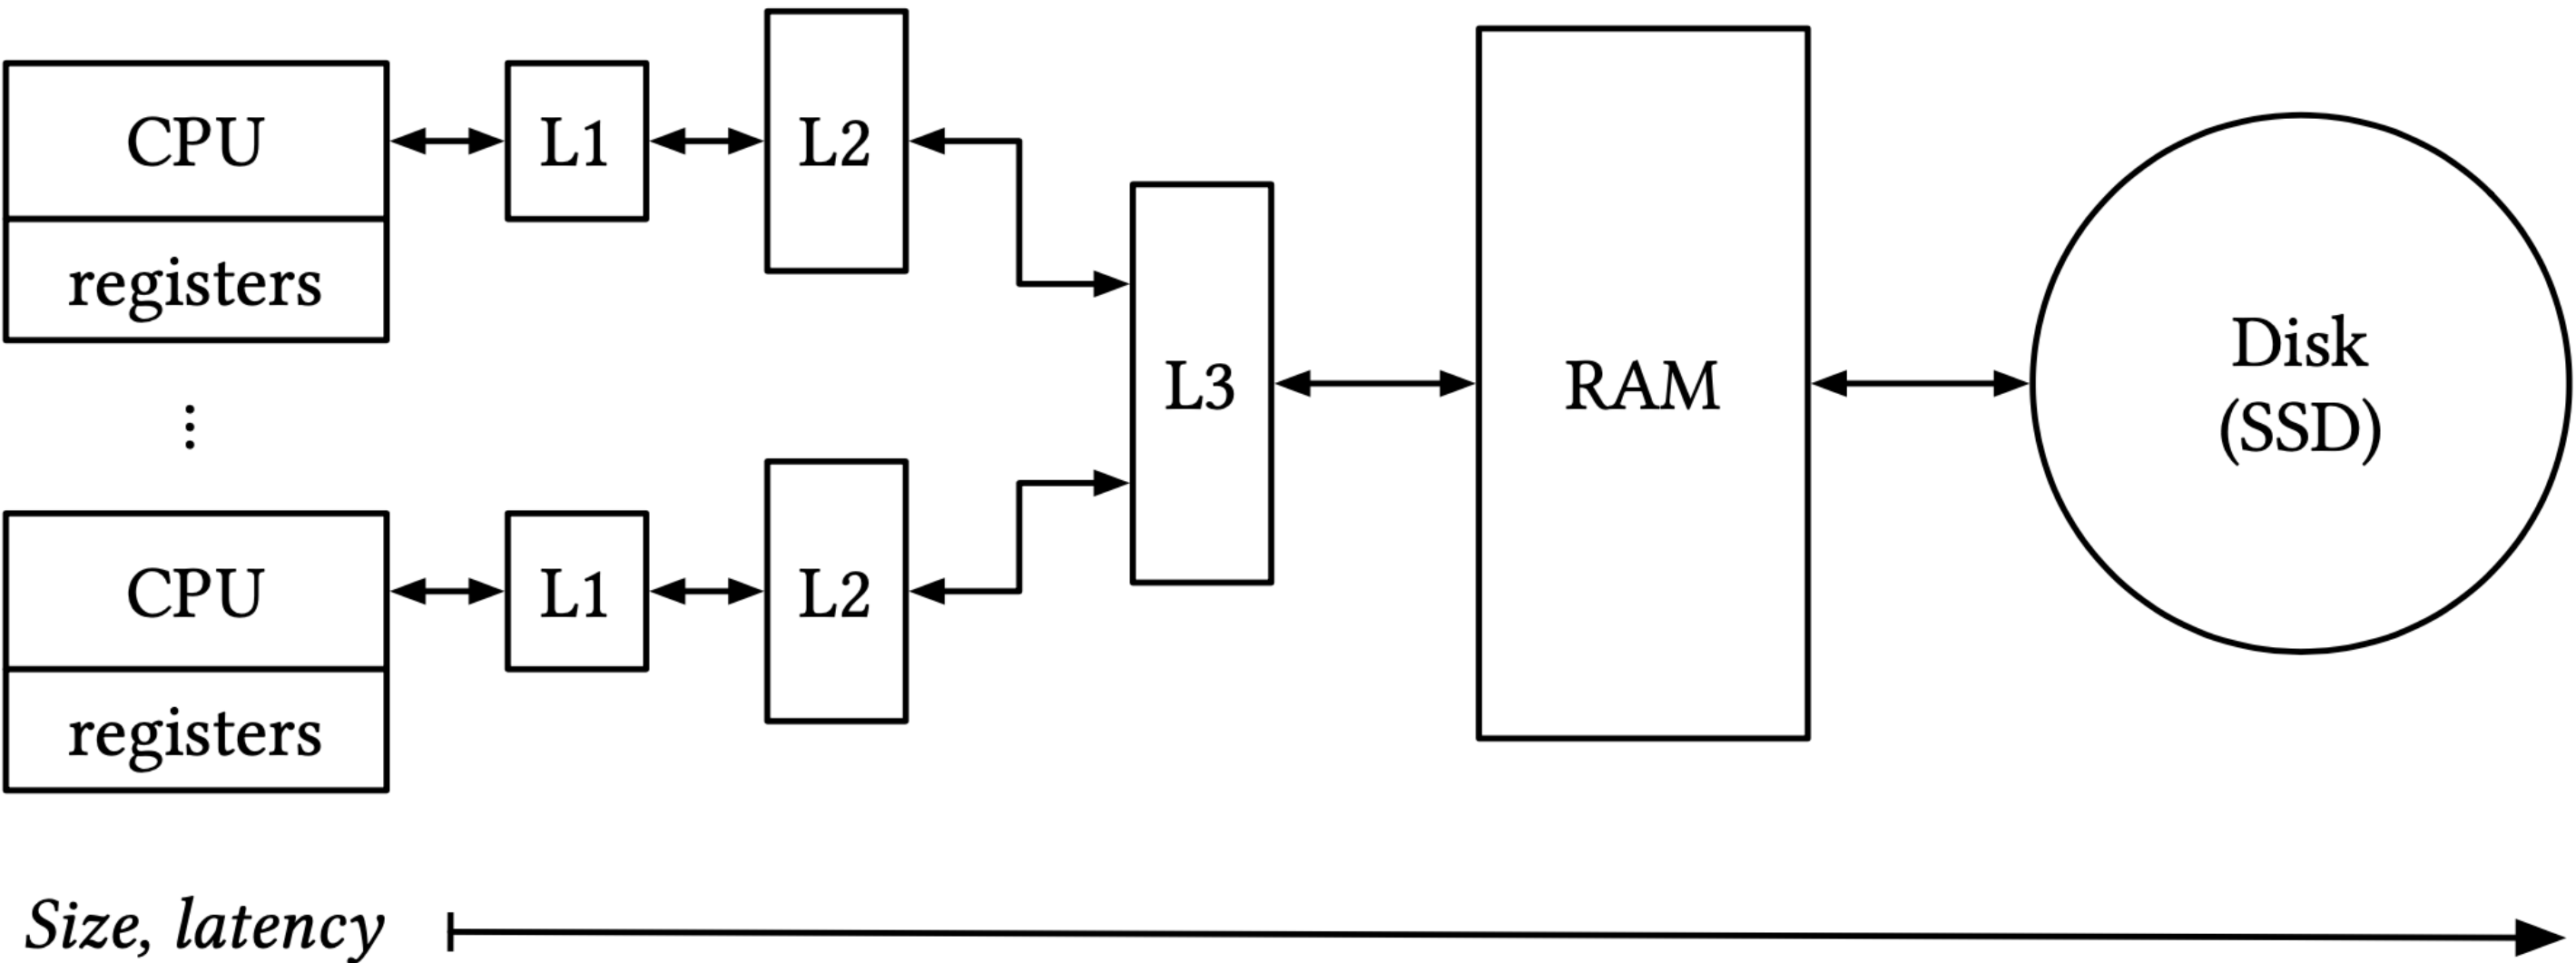 CPU
registers
L1
L2
⋮
CPU
registers
L1
L2
L3
RAM
Disk
(SSD)
Size, latency